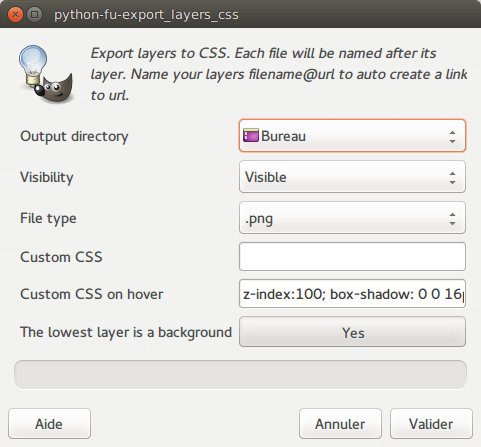 python-fu-export_layers_css
Export layers to CSS. Each file will be named after its
layer. Name your layers filename@url to auto create a link
to url.
Output directory
Bureau
Visibility
Visible
File type
.png
Custom CSS
Custom CSS on hover
z-index:100; box-shadow: 0 0 16
The lowest layer is a background
Yes
Aide
Annuler
Valider